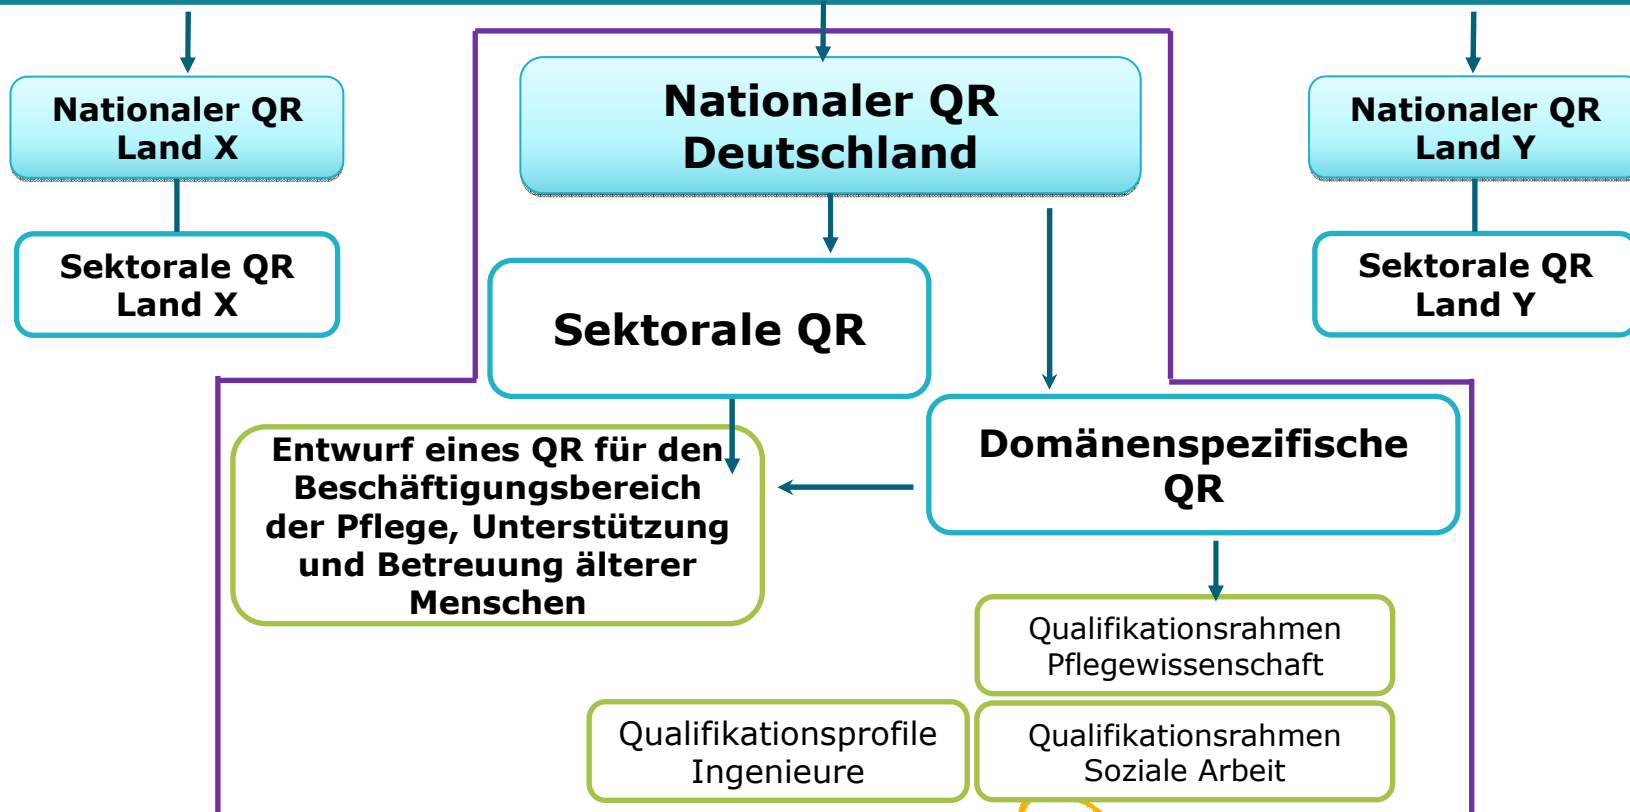 Nationaler QR
Land X
Nationaler QR
Deutschland
Nationaler QR
Land Y
Sektorale QR
Land X
Sektorale QR
Sektorale QR
Land Y
Entwurf eines QR für den
Beschäftigungsbereich
der Pflege, Unterstützung
und Betreuung älterer
Menschen
Domänenspezifische
QR
Qualifikationsrahmen
Pflegewissenschaft
Qualifikationsprofile
Ingenieure
Qualifikationsrahmen
Soziale Arbeit